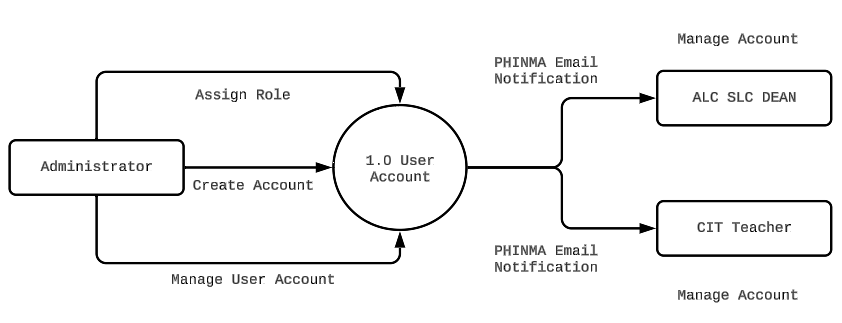 Manage Account
PHINMA Email
Notification
Assign Role
ALC SLC DEAN
Administrator
1.0 User
Account
Create Account
CIT Teacher
PHINMA Email
Notification
Manage User Account
Manage Account